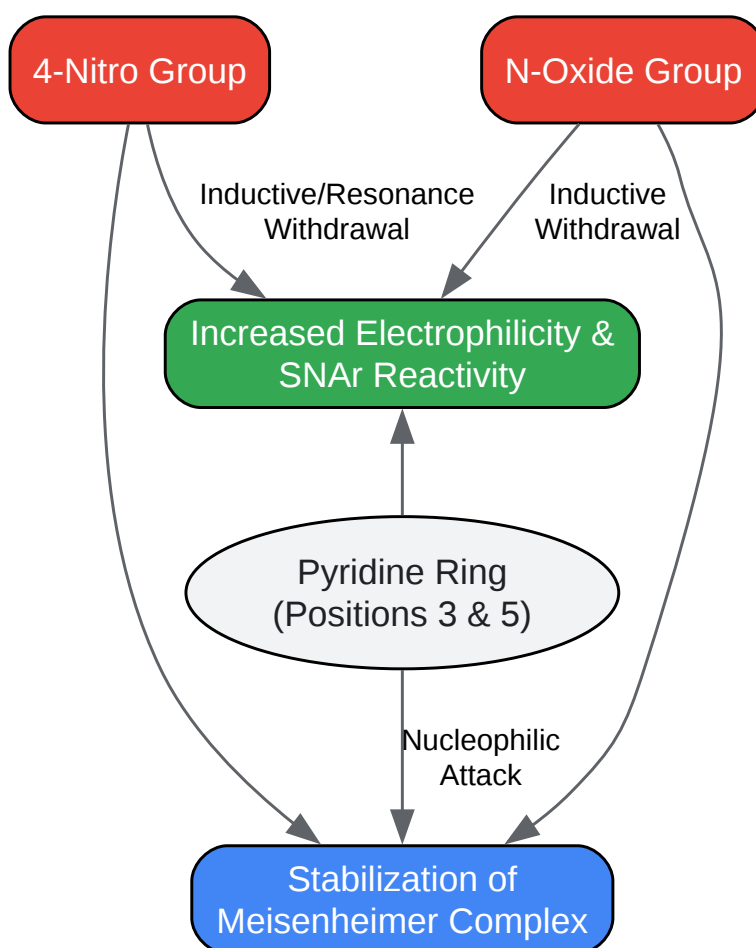 4-Nitro Group
N-Oxide Group
Inductive/Resonance
Withdrawal
Inductive
Withdrawal
Increased Electrophilicity &
SNAr Reactivity
Pyridine Ring
(Positions 3 & 5)
Nucleophilic
Attack
Stabilization of
Meisenheimer Complex